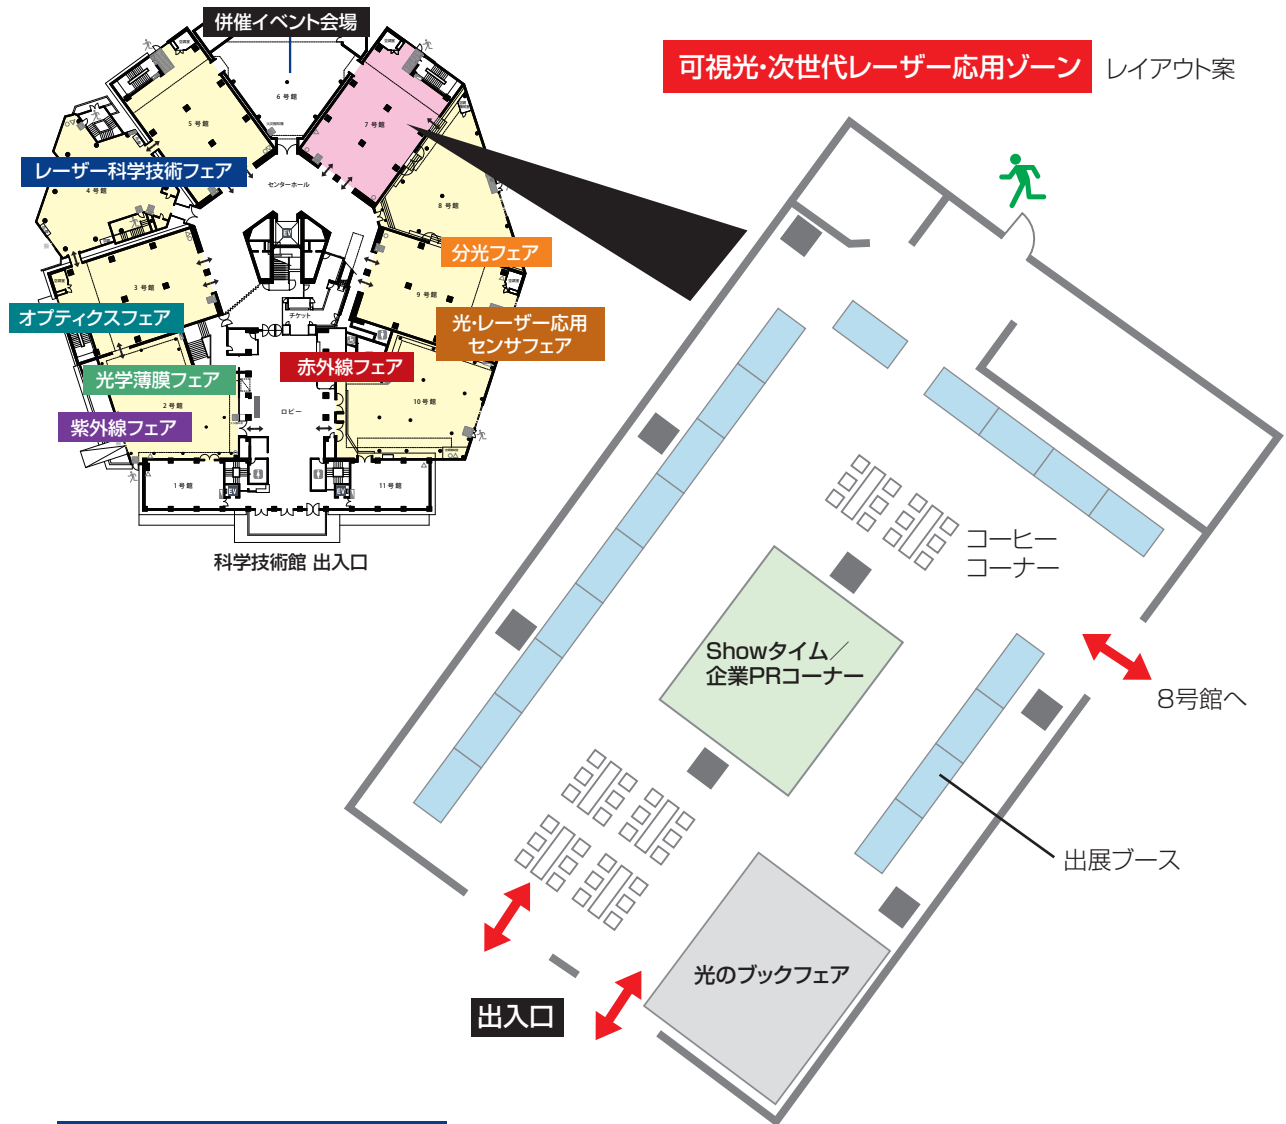 併催イベント会場
可視光・次世代レーザー応用ゾーン
レイアウト案
6号館
5号館
7号館
レーザー科学技術フェア
4号館
センターホール
8号館
EV
分光フェア
3号館
9号館
オプティクスフェア
チケット
光・レーザー応用
センサフェア
赤外線フェア
光学薄膜フェア
2号館
ロビー
10号館
紫外線フェア
1号館
EV
EV
11号館
科学技術館 出入口
コーヒー
コーナー
Showタイム／
企業PRコーナー
8号館へ
出展ブース
光のブックフェア
出入口